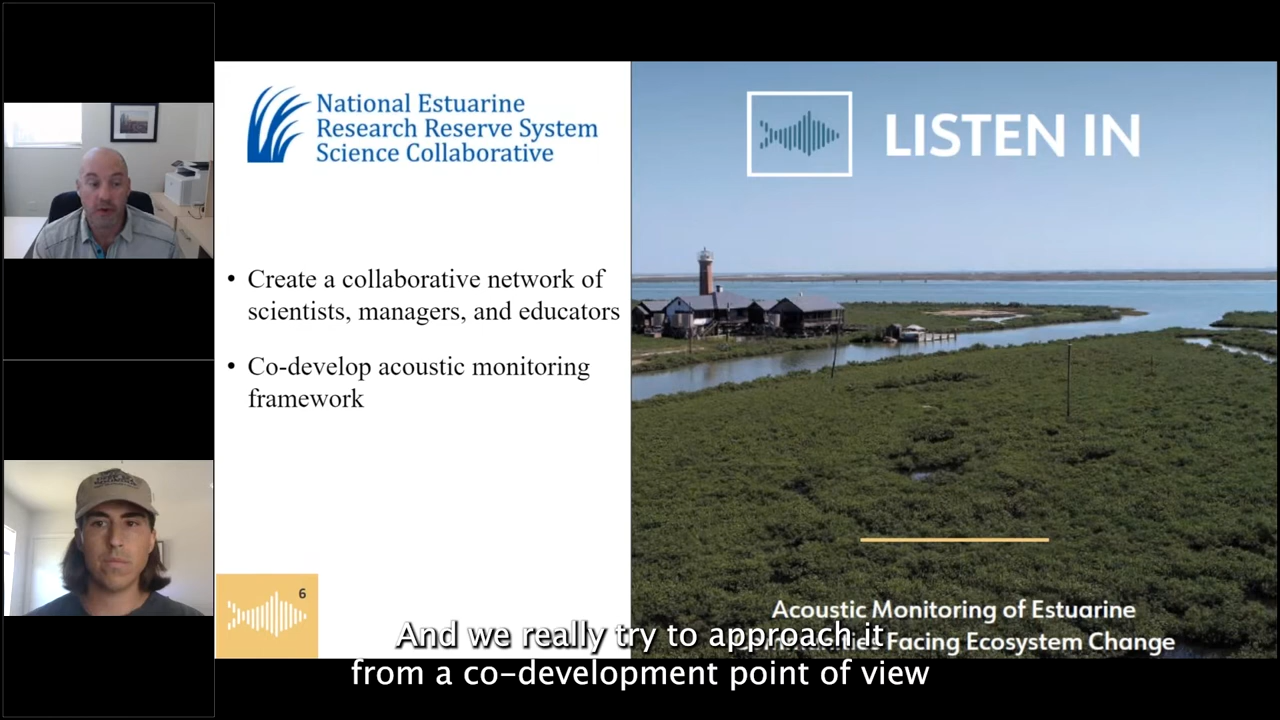 National Estuarine
Research Reserve System
Science Collaborative
• Create a collaborative network of
scientists, managers, and educators
• Co-develop acoustic monitoring
framework
6
LISTEN IN
Acoustic Monitoring of Estuarine
Facing Ecosystem Change
And we really try to approach it
from a co-development point of view